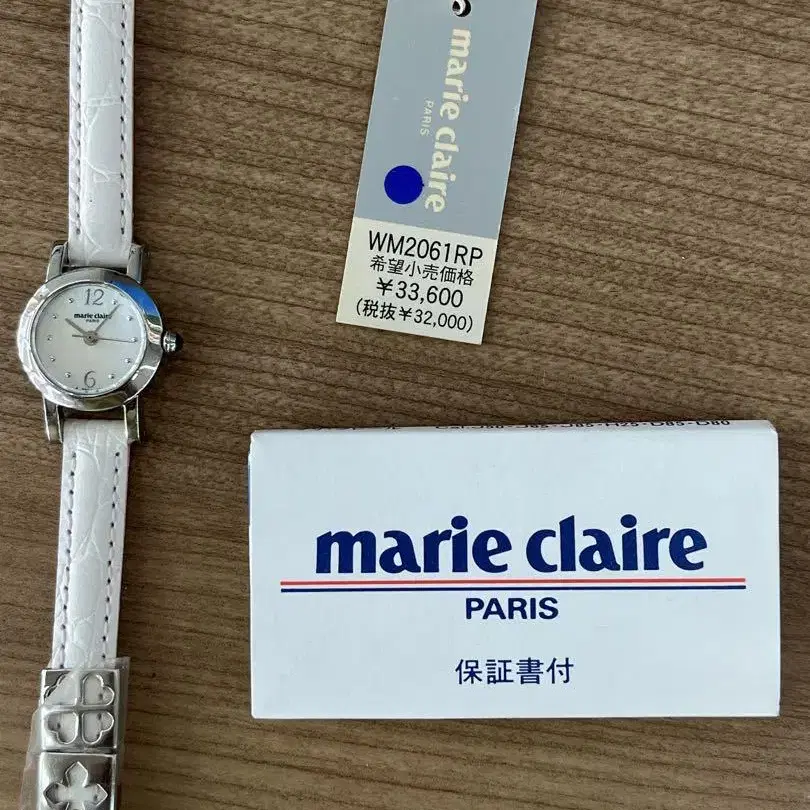 12
marie claire
PARIS
6
marie claire
PARIS
WM2061RP
希望小売価格
¥33,600
(税抜¥32,000)
marie claire
PARIS
保証書付